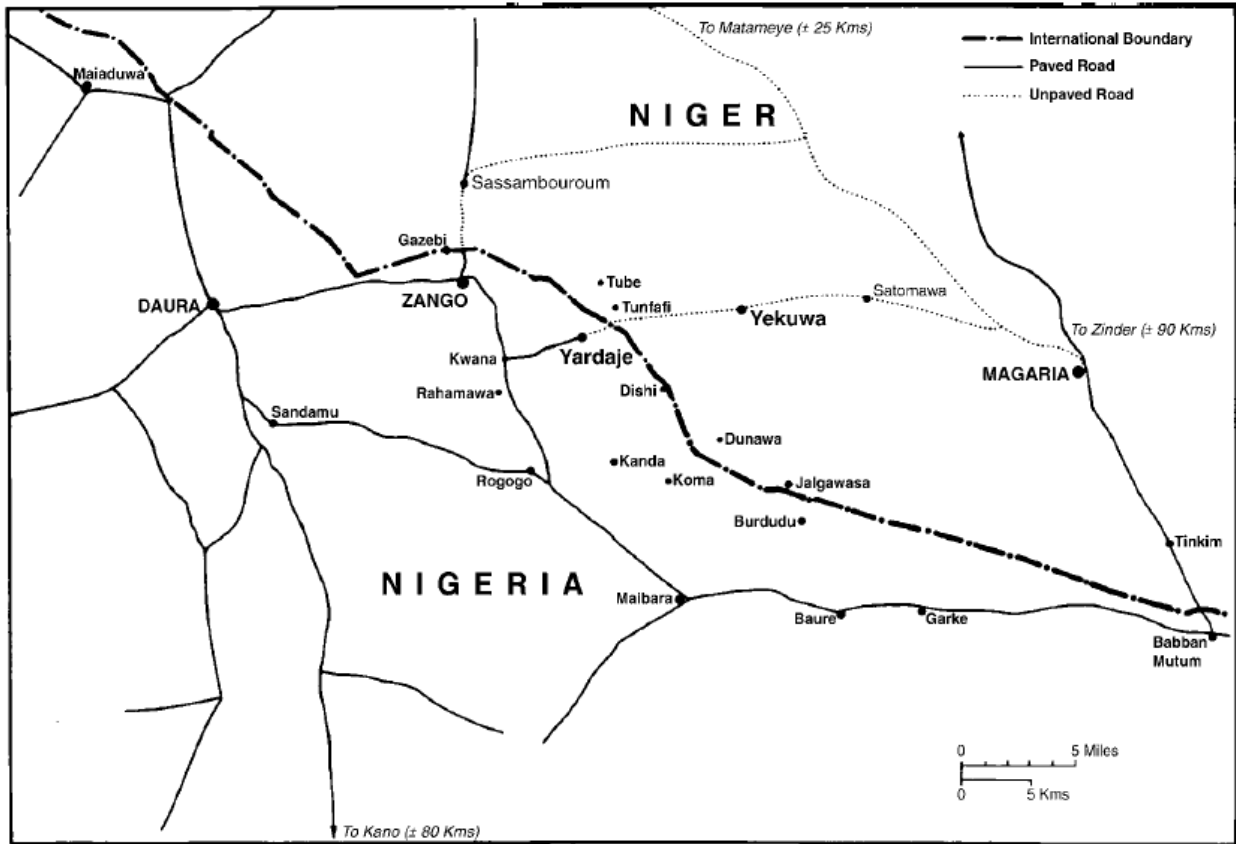 To Matameye (± 25 Kms)
International Boundary
Paved Road
Unpaved Road
Maiaduwa
NIGER
Sassambouroum
Gazebi
ZANGO
DAURA
Tube
Tunfafi
Satomawa
Yekuwa
To Zinder (± 90 Kms)
Yardaje
Kwana
MAGARIA
Rahamawa
Dishi
Sandamu
Dunawa
Kanda
Rogogo
Koma
Jalgawasa
Burdudu
Tinkim
NIGERIA
Maibara
Baure
Garke
Babban
Mutum
0 5 Miles
0 5 Kms
To Kano (± 80 Kms)